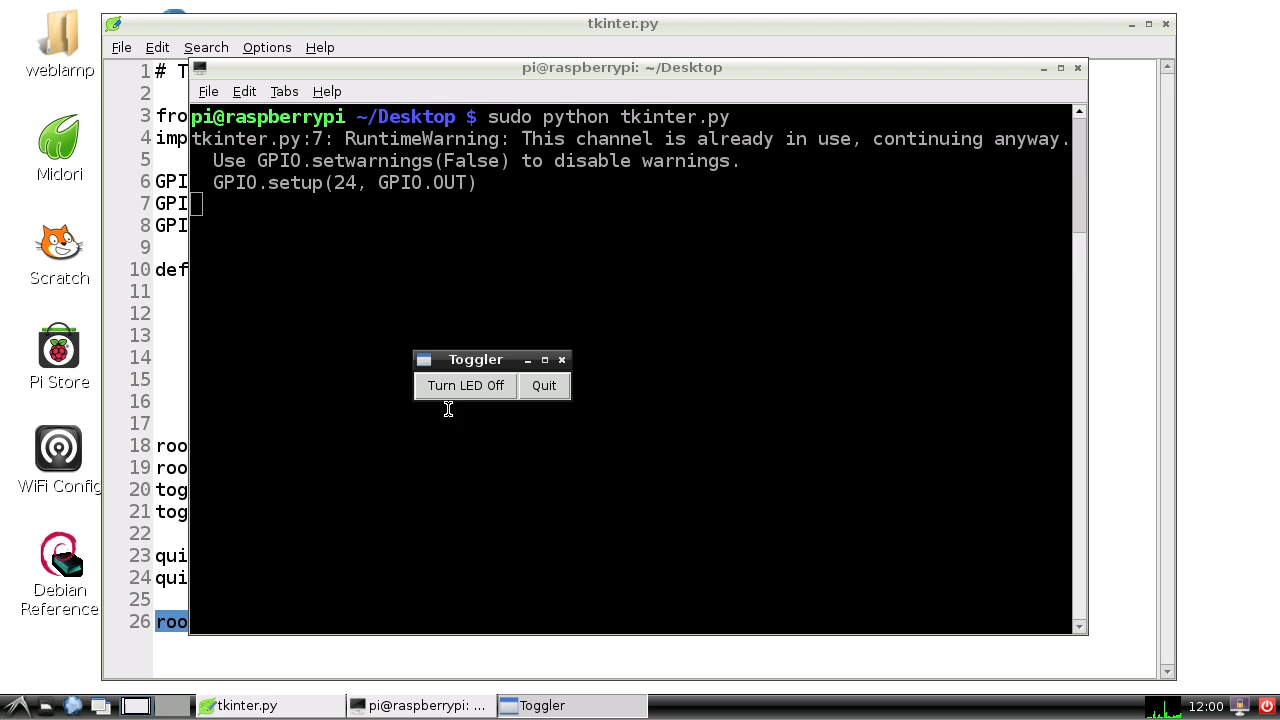 weblamp
Midori
Scratch
Pi Store
WiFi Config
Debian
Reference
tkinter.py
File Edit Search Options Help
1 # T
2
3 fro
4 imp
5
6 GPI
7 GPI
8 GPI
9
10 def
11
12
13
14
15
16
17
18 roo
19 roo
20 tog
21 tog
22
23 qui
24 qui
25
26 roo
pi@raspberrypi: ~/Desktop
File Edit Tabs Help
pi@raspberrypi ~/Desktop $ sudo python tkinter.py
tkinter.py:7: RuntimeWarning: This channel is already in use, continuing anyway.
Use GPIO.setwarnings(False) to disable warnings.
GPIO.setup(24, GPIO.OUT)
Toggler
Turn LED Off Quit
tkinter.py pi@raspberrypi: ... Toggler 12:00